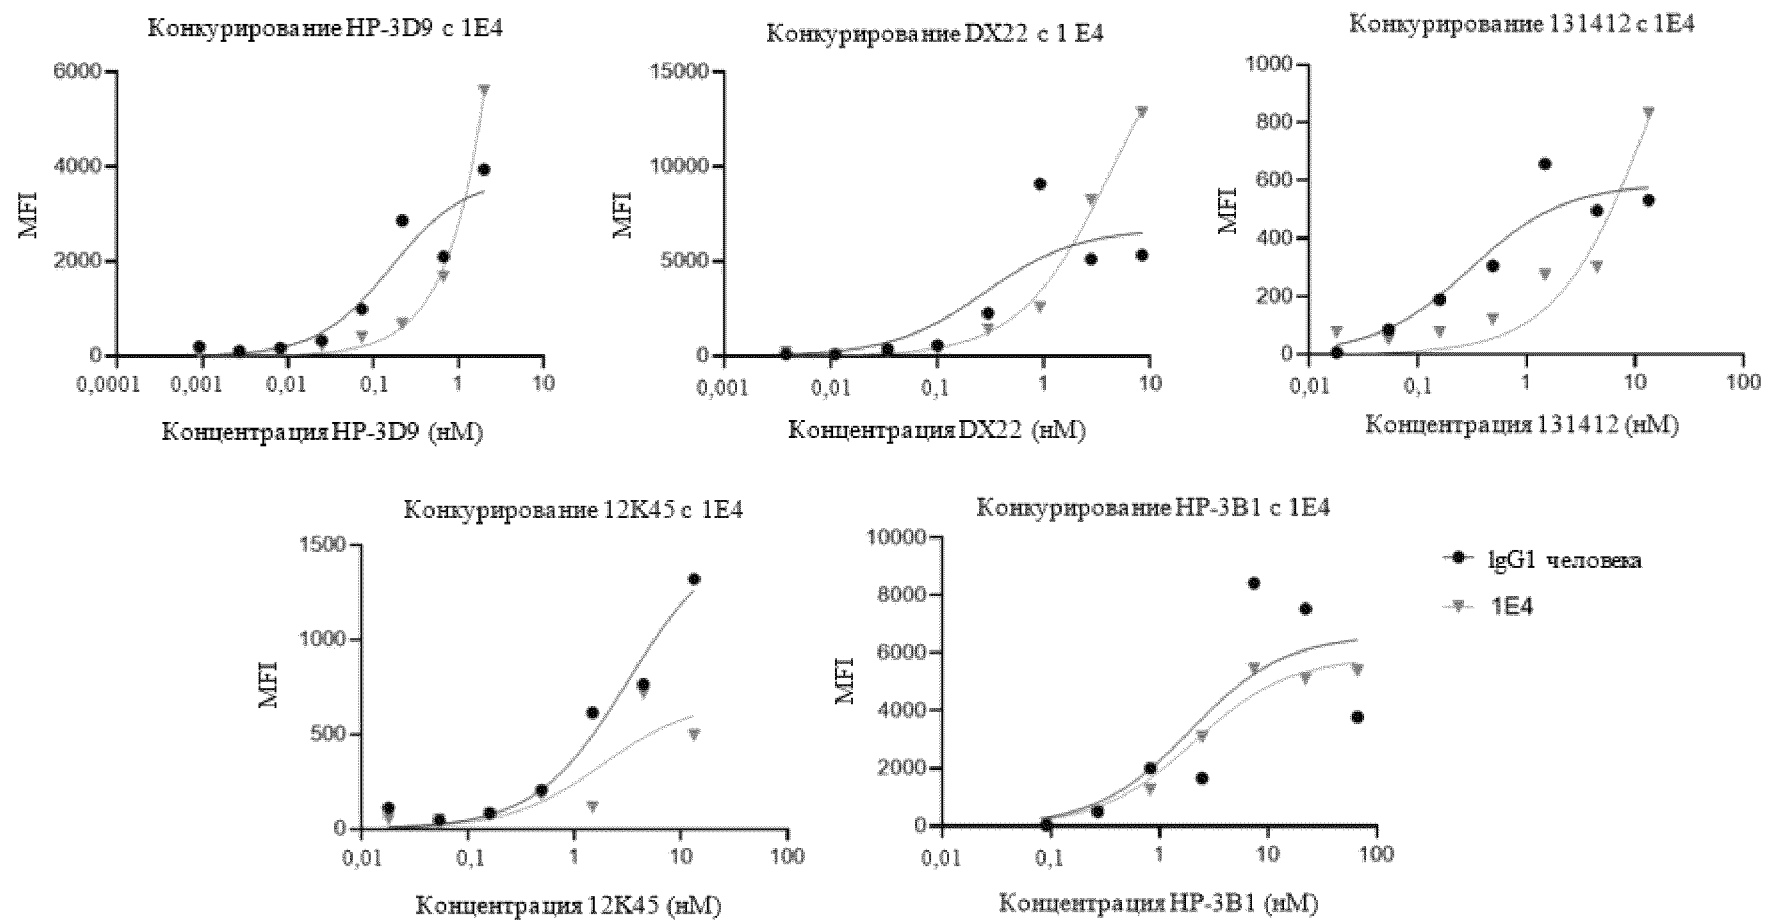 Конкурирование HP-3D9 с 1E4
6000
4000
2000
0
MFI
0,0001
0,001
0,01
0,1
1
10
Концентрация HP-3D9 (нМ)
Конкурирование DX22 с 1 E4
15000
10000
5000
0
MFI
0,001
0,01
0,1
1
10
Концентрация DX22 (нМ)
Конкурирование 131412 с 1E4
1000
800
600
400
200
0
MFI
0,01
0,1
1
10
100
Концентрация 131412 (нМ)
Конкурирование 12K45 с 1E4
1500
1000
500
0
MFI
0,01
0,1
1
10
100
Концентрация 12K45 (нМ)
Конкурирование HP-3B1 с 1E4
10000
8000
6000
4000
2000
0
MFI
0,01
0,1
1
10
100
Концентрация HP-3B1 (нМ)
IgG1 человека
1E4